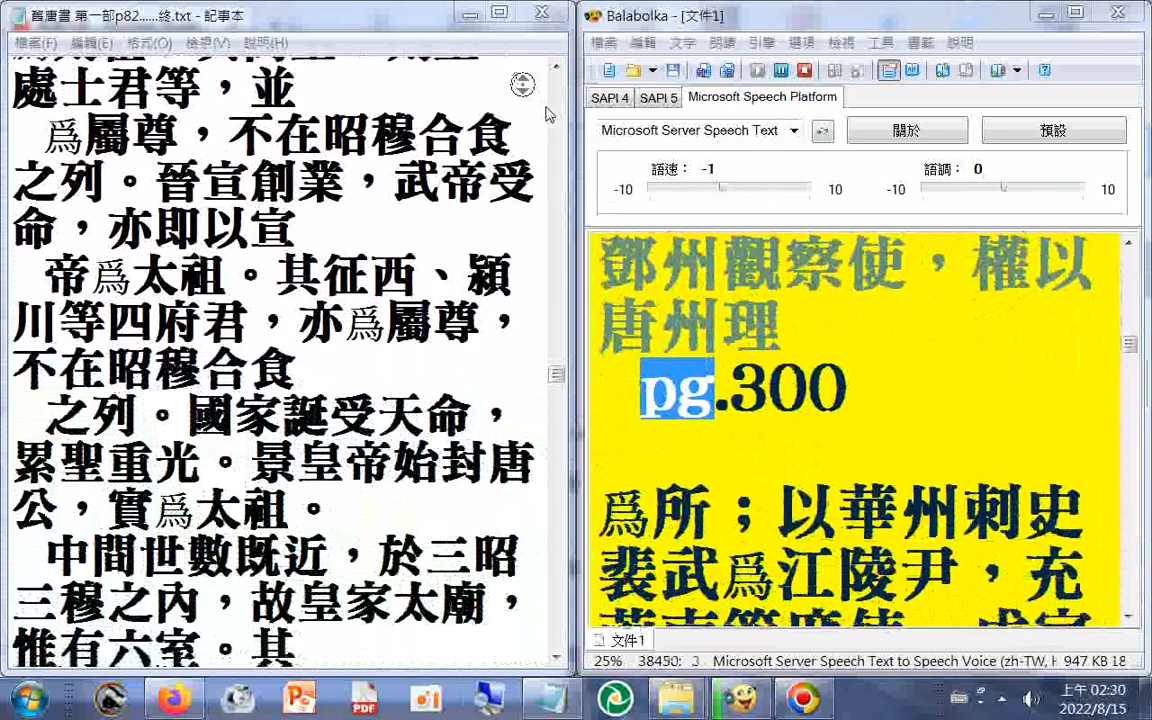 舊唐書 第一部p82......終.txt - 記事本
檔案(F) 編輯(E) 格式(O) 檢視(V) 說明(H)
處士君等，並
爲屬尊，不在昭穆合食
之列。晉宣創業，武帝受
命，亦即以宣
帝爲太祖。其征西、潁
川等四府君，亦爲屬尊，
不在昭穆合食
之列。國家誕受天命，
累聖重光。景皇帝始封唐
公，實爲太祖。
中間世數既近，於三昭
三穆之內，故皇家太廟，
惟有六室。其
Balabolka - [文件1]
檔案 編輯 文字 朗讀 引擎 選項 檢視 工具 書籤 說明
SAPI 4 SAPI 5 Microsoft Speech Platform
Microsoft Server Speech Text 關於 預設
語速： -1 語調： 0
-10 10 -10 10
鄧州觀察使，權以
唐州理
pg.300
爲所；以華州刺史
裴武爲江陵尹，充
文件1
25% 38450: 3 Microsoft Server Speech Text to Speech Voice (zh-TW, H 947 KB 18
上午 02:30
2022/8/15